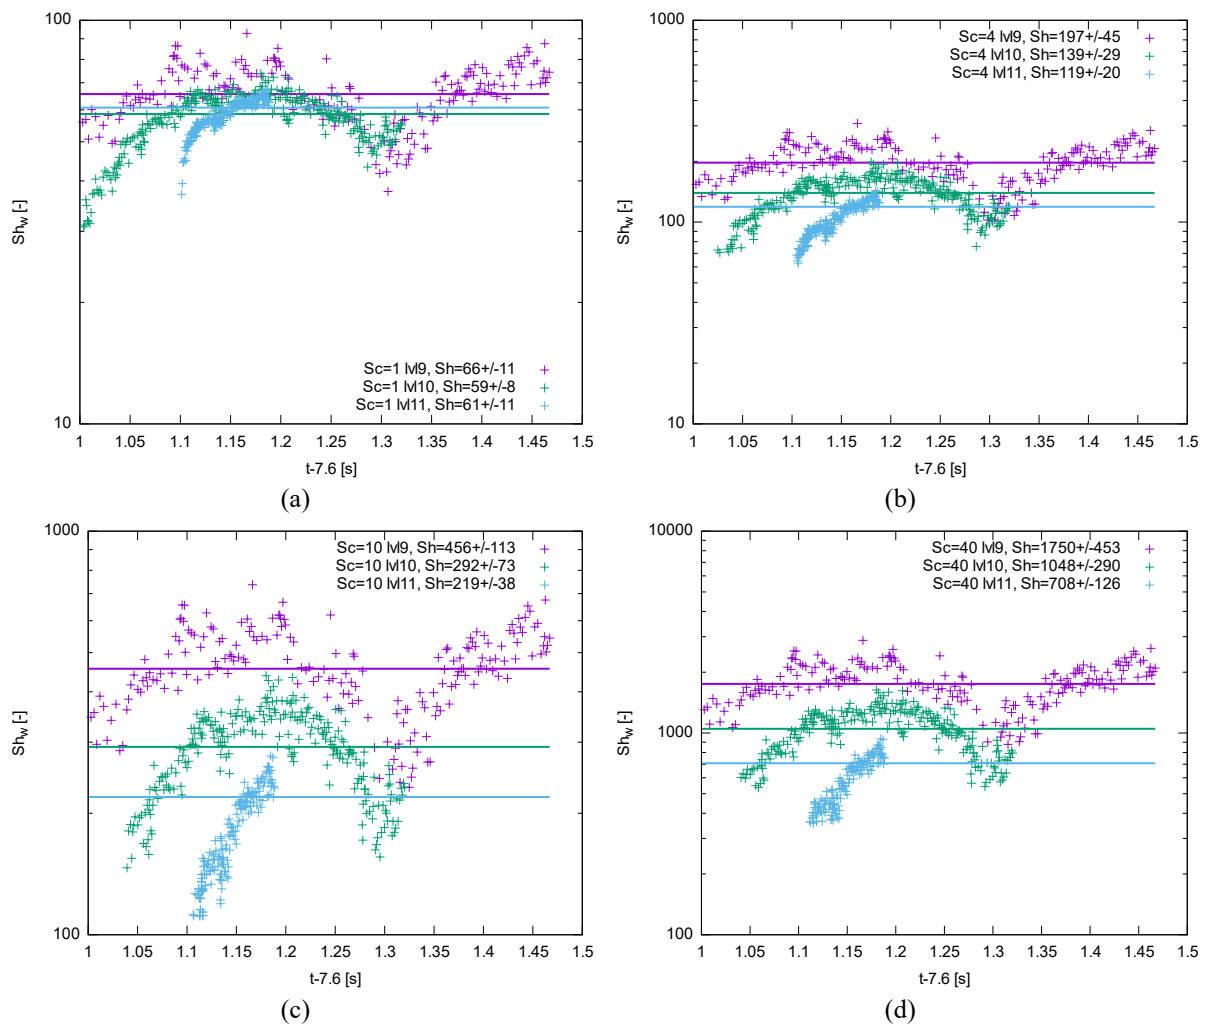 100
10
Sh_w [-]
Sc=1 lvl9, Sh=66+/-11
Sc=1 lvl10, Sh=59+/-8
Sc=1 lvl11, Sh=61+/-11
1 1.05 1.1 1.15 1.2 1.25 1.3 1.35 1.4 1.45 1.5
t-7.6 [s]
(a)
1000
100
10
Sh_w [-]
Sc=4 lvl9, Sh=197+/-45
Sc=4 lvl10, Sh=139+/-29
Sc=4 lvl11, Sh=119+/-20
1 1.05 1.1 1.15 1.2 1.25 1.3 1.35 1.4 1.45 1.5
t-7.6 [s]
(b)
1000
100
Sh_w [-]
Sc=10 lvl9, Sh=456+/-113
Sc=10 lvl10, Sh=292+/-73
Sc=10 lvl11, Sh=219+/-38
1 1.05 1.1 1.15 1.2 1.25 1.3 1.35 1.4 1.45 1.5
t-7.6 [s]
(c)
10000
1000
100
Sh_w [-]
Sc=40 lvl9, Sh=1750+/-453
Sc=40 lvl10, Sh=1048+/-290
Sc=40 lvl11, Sh=708+/-126
1 1.05 1.1 1.15 1.2 1.25 1.3 1.35 1.4 1.45 1.5
t-7.6 [s]
(d)